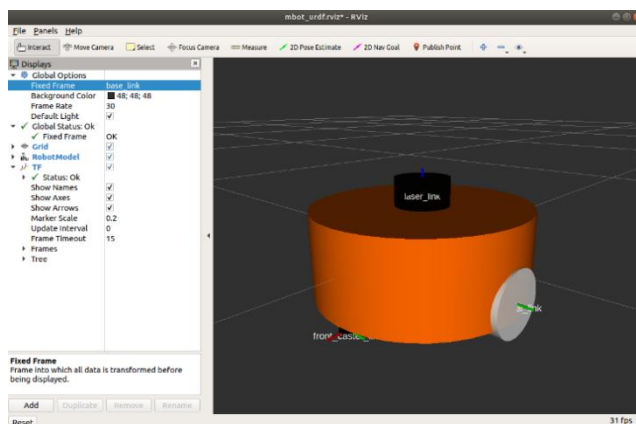 mbot_urdf.rviz* - RViz
File Panels Help
Interact Move Camera Select Focus Camera Measure 2D Pose Estimate 2D Nav Goal Publish Point
Displays
Global Options
Fixed Frame base_link
Background Color 48; 48; 48
Frame Rate 30
Default Light
Global Status: Ok
Fixed Frame OK
Grid
RobotModel
TF
Status: Ok
Show Names
Show Axes
Show Arrows
Marker Scale 0.2
Update Interval 0
Frame Timeout 15
Frames
Tree
laser_link
Fixed Frame
Frame into which all data is transformed before
being displayed.
Add Duplicate Remove Rename
Reset 31 fps